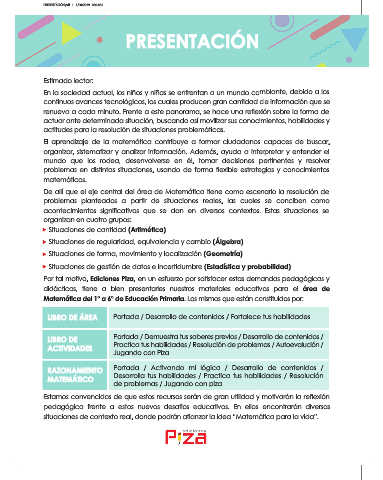 PRESENTACIÓN
Estimado lector:
En la sociedad actual, los niños y niñas se enfrentan a un mundo cambiante, debido a los
continuos avances tecnológicos, los cuales producen gran cantidad de información que se
renueva a cada minuto. Frente a este panorama, se hace una reflexión sobre la forma de
actuar ante determinada situación, buscando así movilizar sus conocimientos, habilidades y
actitudes para la resolución de situaciones problemáticas.
El aprendizaje de la matemática contribuye a formar ciudadanos capaces de buscar,
organizar, sistematizar y analizar información. Además, ayuda a interpretar y entender el
mundo que los rodea, desenvolverse en él, tomar decisiones pertinentes y resolver
problemas en distintas situaciones, usando de forma flexible estrategias y conocimientos
matemáticos.
De allí que el eje central del área de Matemática tiene como escenario la resolución de
problemas planteados a partir de situaciones reales, las cuales se conciben como
acontecimientos significativos que se dan en diversos contextos. Estas situaciones se
organizan en cuatro grupos:
Situaciones de cantidad (Aritmética)
Situaciones de regularidad, equivalencia y cambio (Álgebra)
Situaciones de forma, movimiento y localización (Geometría)
Situaciones de gestión de datos e incertidumbre (Estadística y probabilidad)
Por tal motivo, Ediciones Piza, en un esfuerzo por satisfacer estas demandas pedagógicas y
didácticas, tiene a bien presentarles nuestros materiales educativos para el área de
Matemática del 1° a 6° de Educación Primaria. Los mismos que están constituidos por:
LIBRO DE ÁREA
Portada / Desarrollo de contenidos / Fortalece tus habilidades
LIBRO DE
ACTIVIDADES
Portada / Demuestra tus saberes previos / Desarrollo de contenidos /
Practica tus habilidades / Resolución de problemas / Autoevalución /
Jugando con Piza
RAZONAMIENTO
MATEMÁTICO
Portada / Activando mi lógica / Desarrollo de contenidos /
Desarrolla tus habilidades / Practica tus habilidades / Resolución
de problemas / Jugando con piza
Estamos convencidos de que estos recursos serán de gran utilidad y motivarán la reflexión
pedagógica frente a estos nuevos desafíos educativos. En ellos encontrarán diversas
situaciones de contexto real, donde podrán afianzar la idea "Matemática para la vida".
PiZA